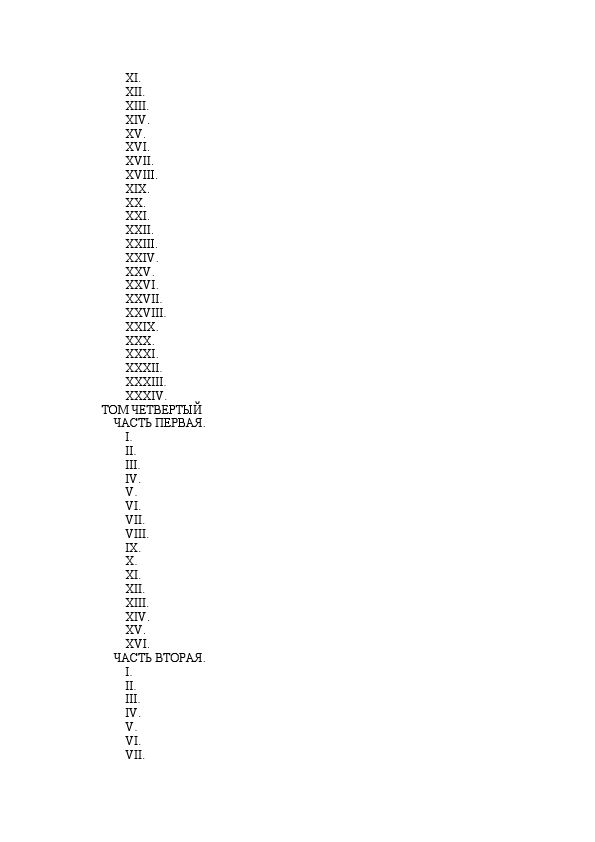 XI.
XII.
XIII.
XIV.
XV.
XVI.
XVII.
XVIII.
XIX.
XX.
XXI.
XXII.
XXIII.
XXIV.
XXV.
XXVI.
XXVII.
XXVIII.
XXIX.
XXX.
XXXI.
XXXII.
XXXIII.
XXXIV.
ТОМ ЧЕТВЕРТЫЙ
ЧАСТЬ ПЕРВАЯ.
I.
II.
III.
IV.
V.
VI.
VII.
VIII.
IX.
X.
XI.
XII.
XIII.
XIV.
XV.
XVI.
ЧАСТЬ ВТОРАЯ.
I.
II.
III.
IV.
V.
VI.
VII.